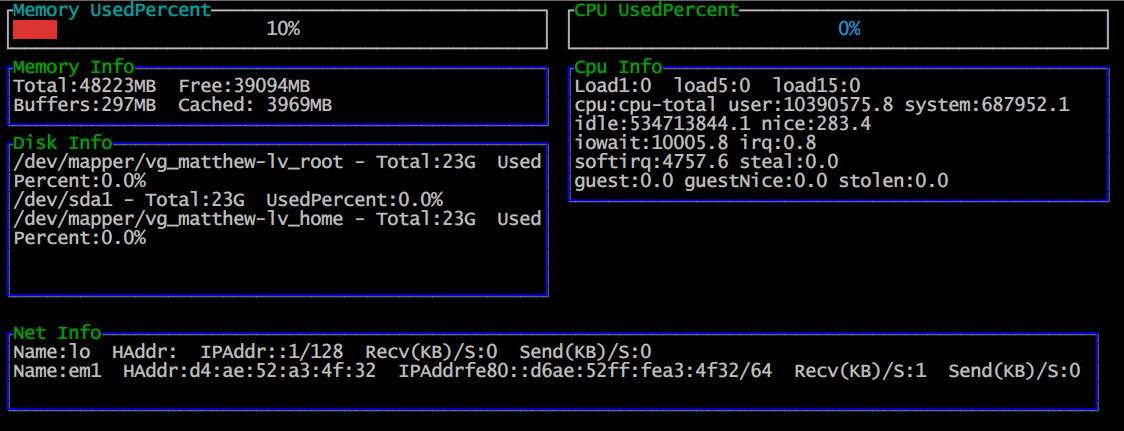 Memory UsedPercent
10%
CPU UsedPercent
0%
Memory Info
Total:48223MB  Free:39094MB
Buffers:297MB  Cached: 3969MB
Cpu Info
Load1:0  load5:0  load15:0
cpu:cpu-total user:10390575.8 system:687952.1
idle:534713844.1 nice:283.4
iowait:10005.8 irq:0.8
softirq:4757.6 steal:0.0
guest:0.0 guestNice:0.0 stolen:0.0
Disk Info
/dev/mapper/vg_matthew-lv_root - Total:23G  Used
Percent:0.0%
/dev/sda1 - Total:23G  UsedPercent:0.0%
/dev/mapper/vg_matthew-lv_home - Total:23G  Used
Percent:0.0%
Net Info
Name:lo  HAddr:  IPAddr::1/128  Recv(KB)/S:0  Send(KB)/S:0
Name:em1  HAddr:d4:ae:52:a3:4f:32  IPAddrfe80::d6ae:52ff:fea3:4f32/64  Recv(KB)/S:1  Send(KB)/S:0